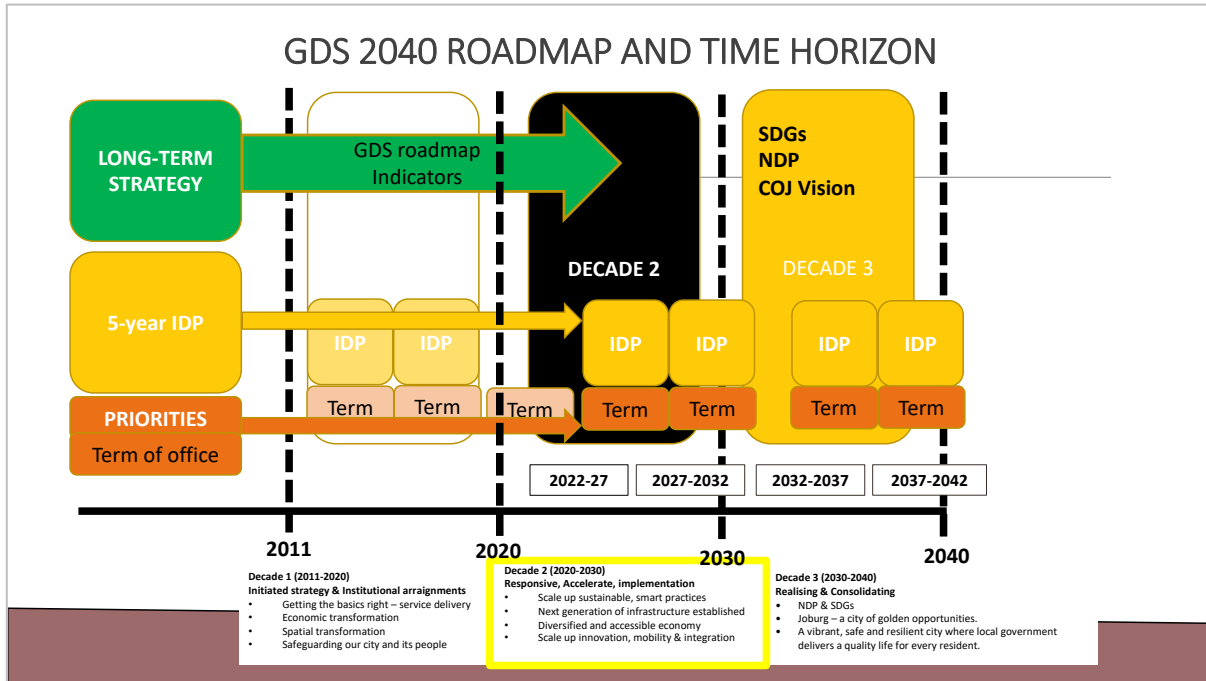 GDS 2040 ROADMAP AND TIME HORIZON
LONG-TERM
STRATEGY
GDS roadmap
Indicators
SDGs
NDP
COJ Vision
DECADE 2
DECADE 3
5-year IDP
IDP
IDP
IDP
IDP
IDP
IDP
PRIORITIES
Term of office
Term
Term
Term
Term
Term
Term
Term
2022-27
2027-2032
2032-2037
2037-2042
2011
2020
2030
2040
Decade 1 (2011-2020)
Initiated strategy & Institutional arraignments
• Getting the basics right – service delivery
• Economic transformation
• Spatial transformation
• Safeguarding our city and its people
Decade 2 (2020-2030)
Responsive, Accelerate, implementation
• Scale up sustainable, smart practices
• Next generation of infrastructure established
• Diversified and accessible economy
• Scale up innovation, mobility & integration
Decade 3 (2030-2040)
Realising & Consolidating
• NDP & SDGs
• Joburg – a city of golden opportunities.
• A vibrant, safe and resilient city where local government
delivers a quality life for every resident.